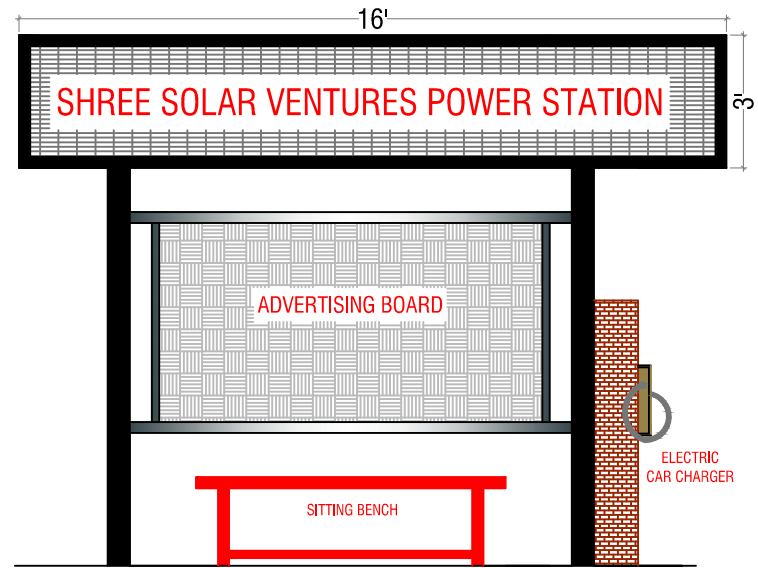 16'
SHREE SOLAR VENTURES POWER STATION
3'
ADVERTISING BOARD
ELECTRIC
CAR CHARGER
SITTING BENCH